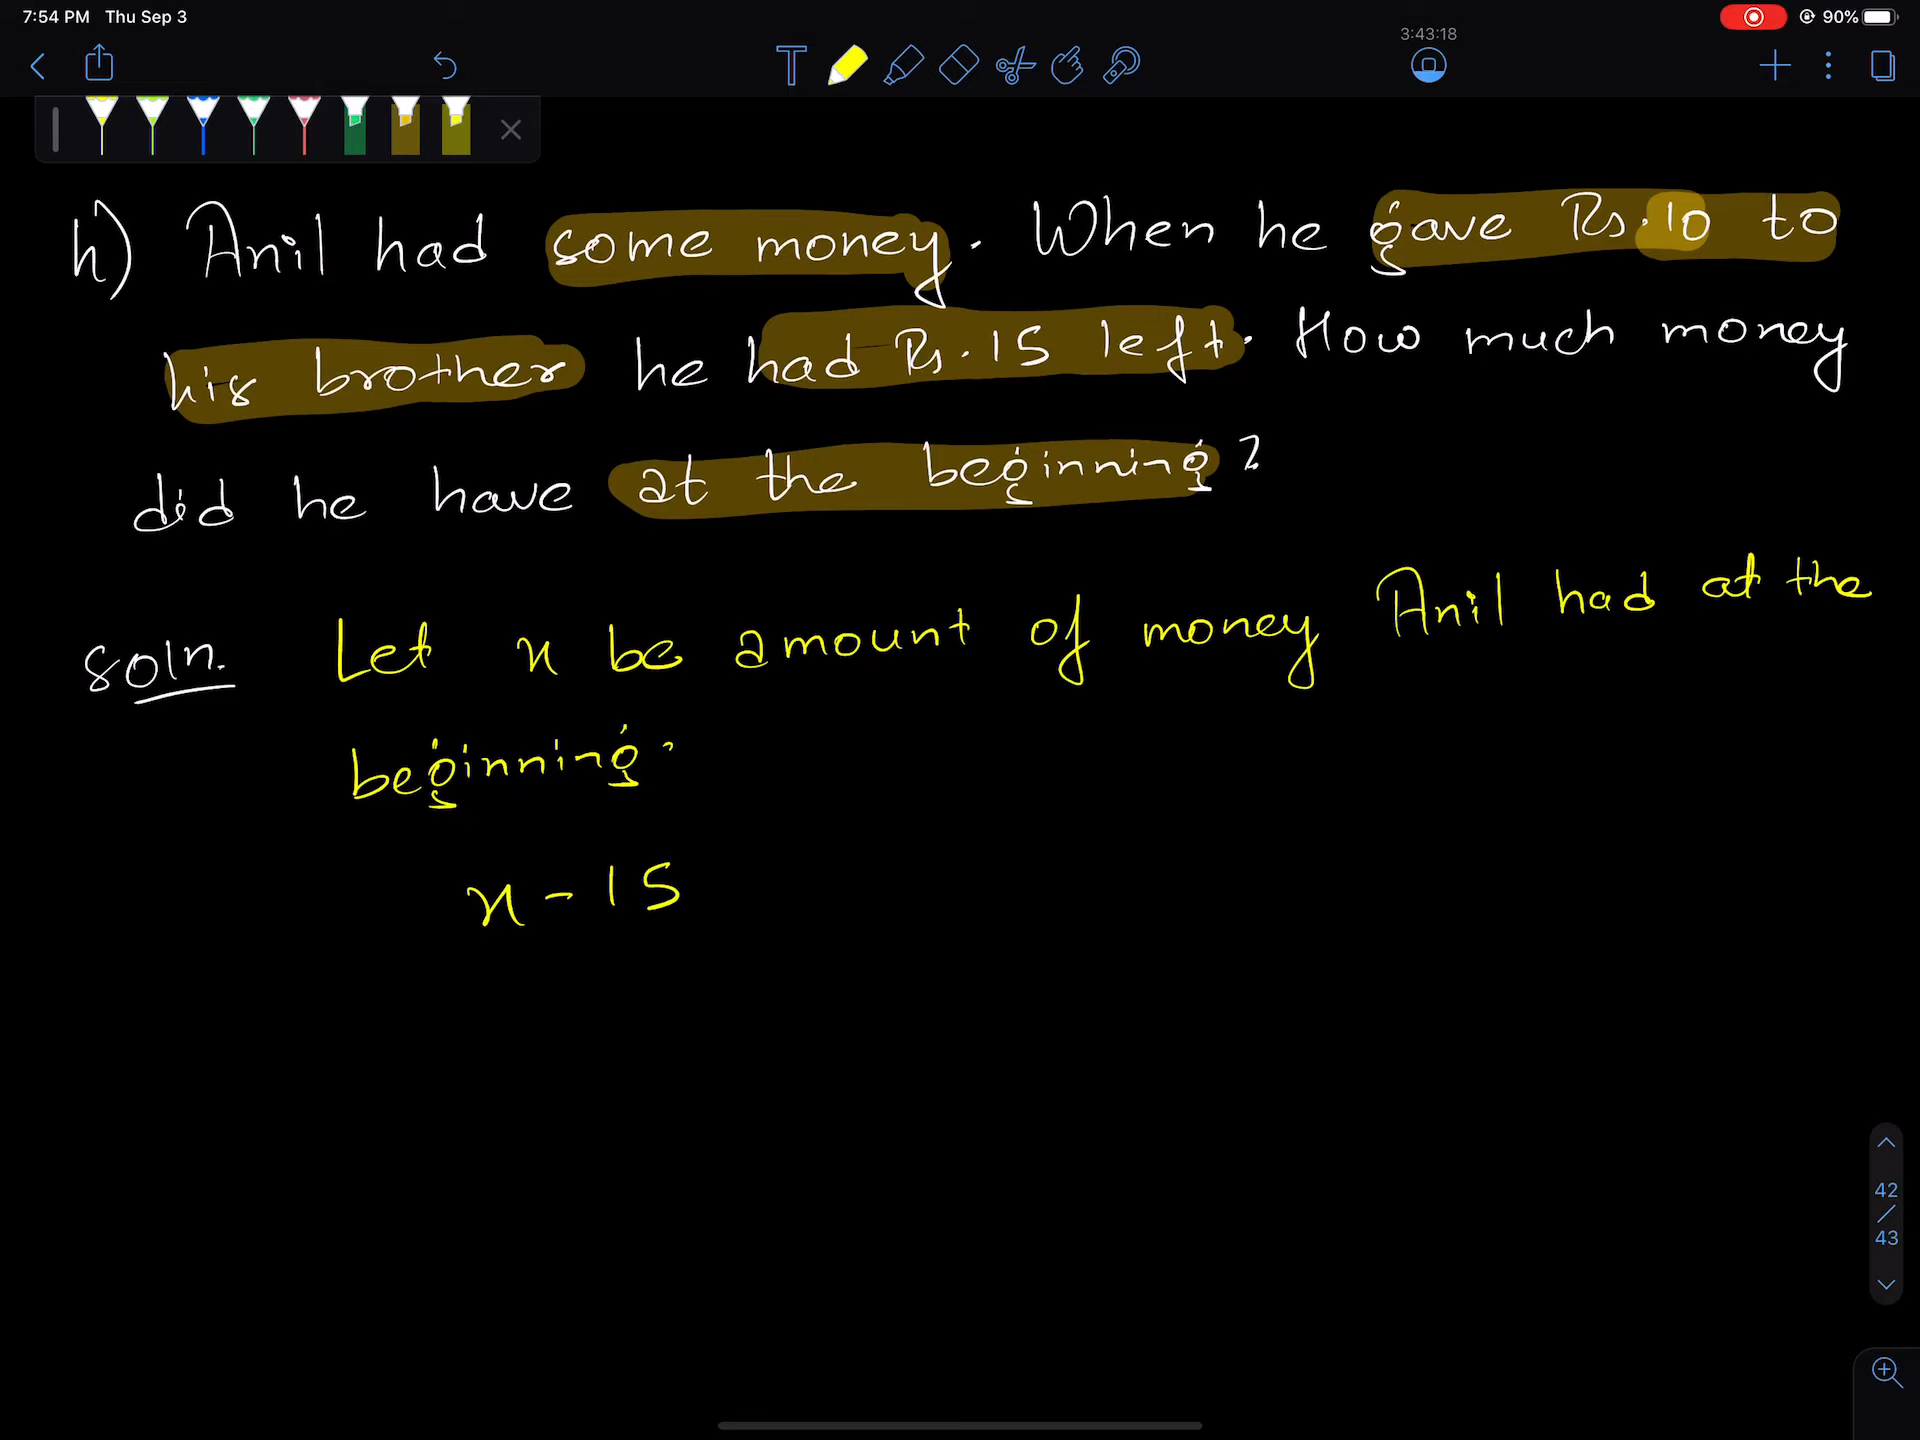 7:54 PM Thu Sep 3
90%
3:43:18
h) Anil had some money. When he gave Rs. 10 to
his brother he had Rs. 15 left. How much money
did he have at the beginning?
Soln. Let x be amount of money Anil had at the
beginning.
x - 15
42
/
43